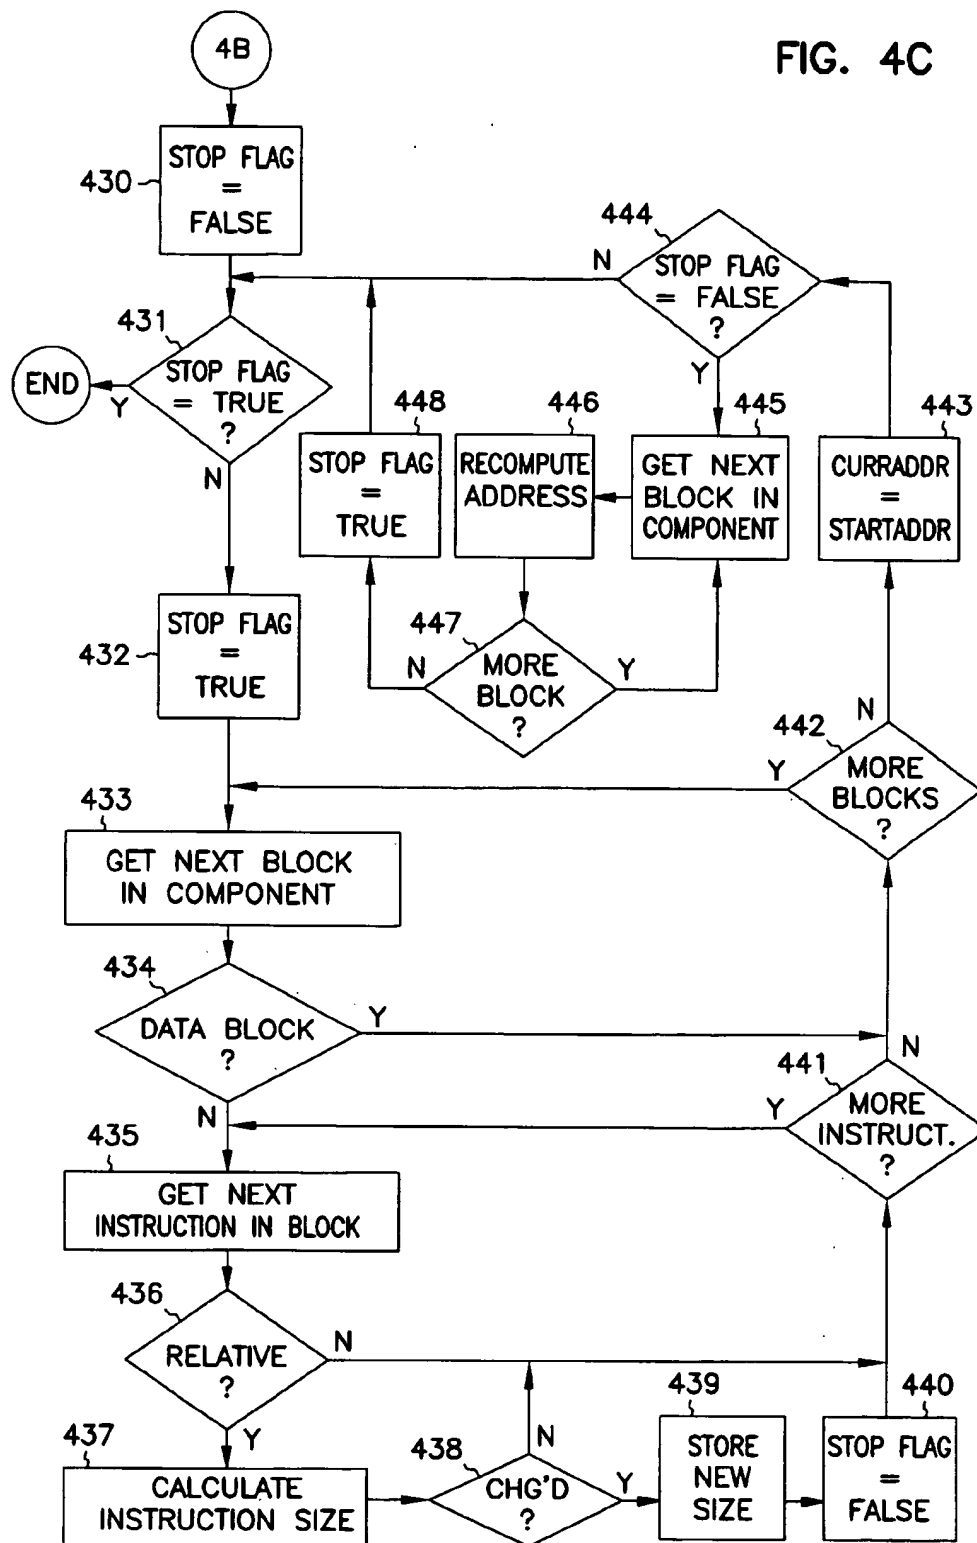 4B
FIG. 4C
430
STOP FLAG
=
FALSE
444
STOP FLAG
= FALSE
?
N
Y
431
STOP FLAG
= TRUE
?
END
Y
N
448
STOP FLAG
=
TRUE
446
RECOMPUTE
ADDRESS
445
GET NEXT
BLOCK IN
COMPONENT
443
CURRADDR
=
STARTADDR
432
STOP FLAG
=
TRUE
447
MORE
BLOCK
?
N
Y
442
MORE
BLOCKS
?
N
Y
433
GET NEXT BLOCK
IN COMPONENT
434
DATA BLOCK
?
Y
N
441
MORE
INSTRUCT.
?
N
Y
435
GET NEXT
INSTRUCTION IN BLOCK
436
RELATIVE
?
N
Y
437
CALCULATE
INSTRUCTION SIZE
438
CHG'D
?
N
Y
439
STORE
NEW
SIZE
440
STOP FLAG
=
FALSE